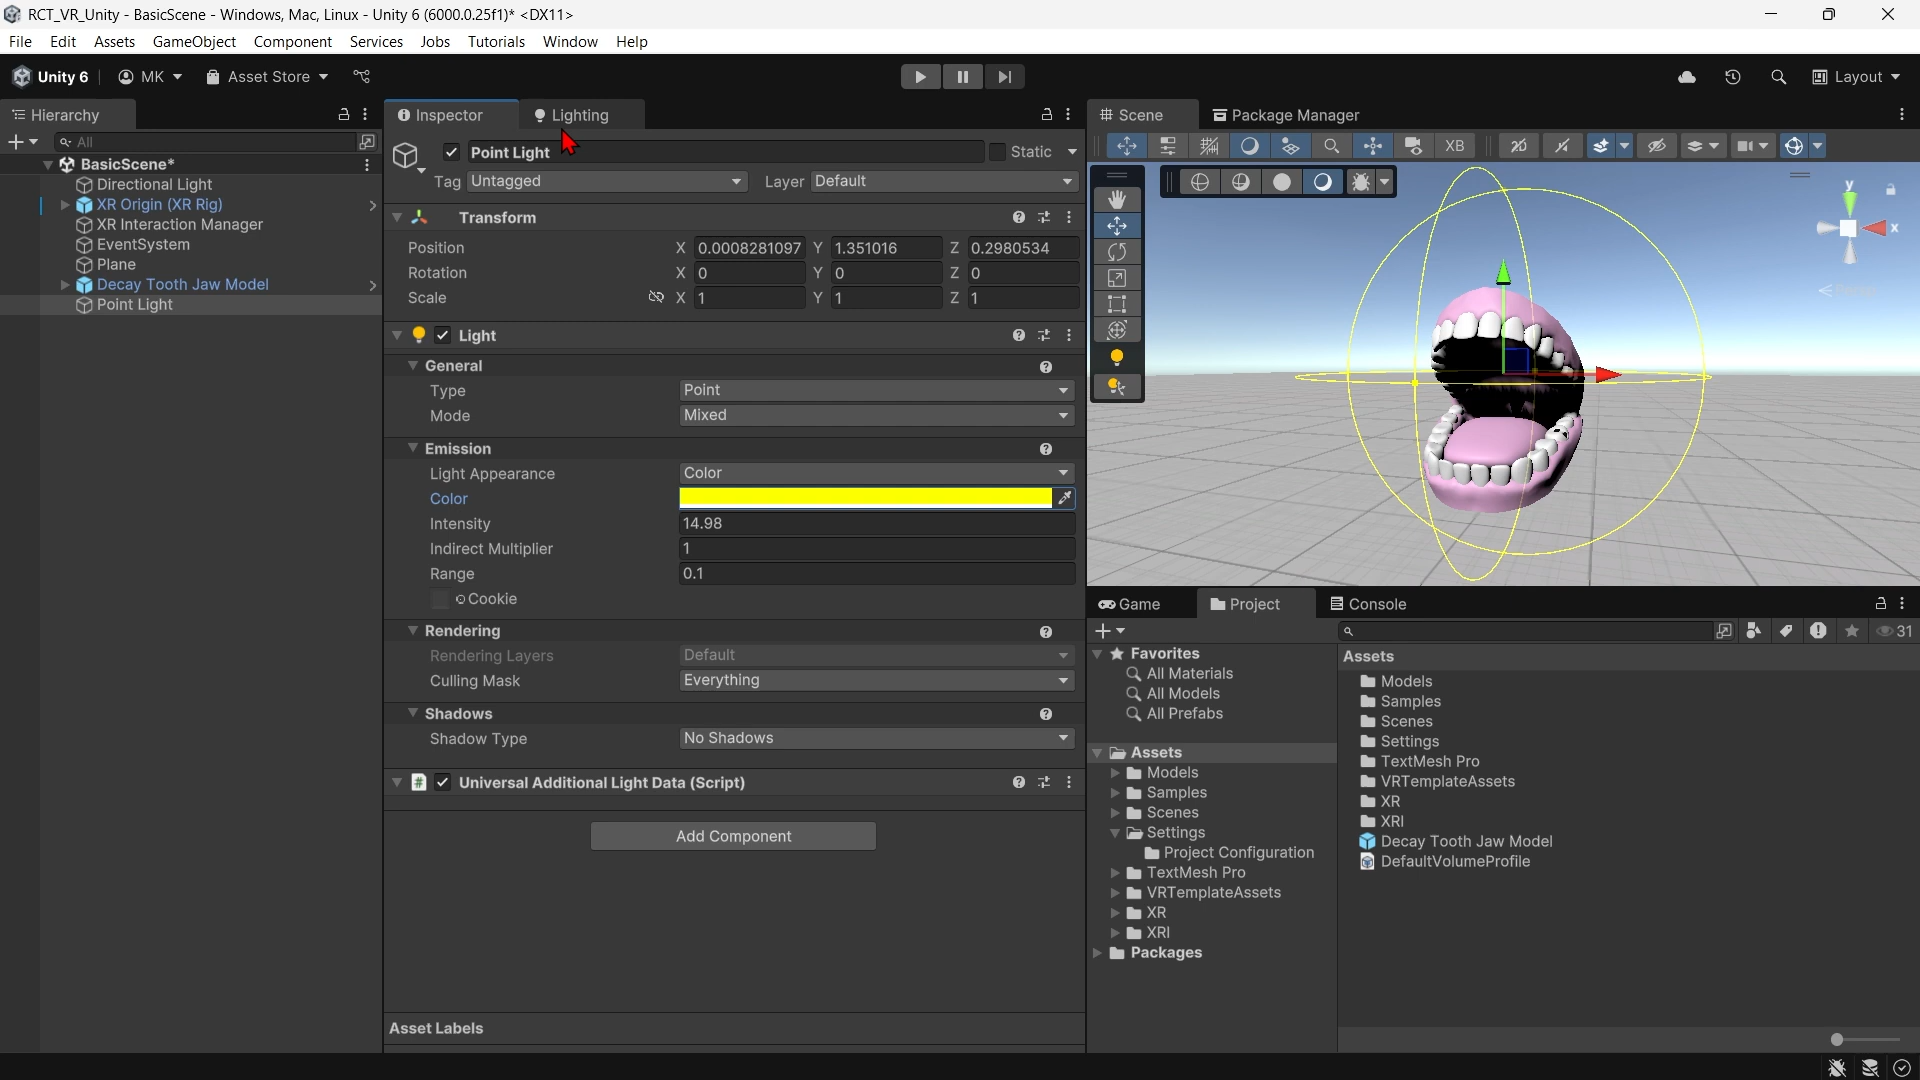 RCT_VR_Unity - BasicScene - Windows, Mac, Linux - Unity 6 (6000.0.25f1)* <DX11>
File Edit Assets GameObject Component Services Jobs Tutorials Window Help
Unity 6 MK Asset Store Layout
Hierarchy
All
BasicScene*
Directional Light
XR Origin (XR Rig)
XR Interaction Manager
EventSystem
Plane
Decay Tooth Jaw Model
Point Light
Inspector Lighting
Point Light Static
Tag Untagged Layer Default
Transform
Position X 0.0008281097 Y 1.351016 Z 0.2980534
Rotation X 0 Y 0 Z 0
Scale X 1 Y 1 Z 1
Light
General
Type Point
Mode Mixed
Emission
Light Appearance Color
Color
Intensity 14.98
Indirect Multiplier 1
Range 0.1
Cookie
Rendering
Rendering Layers Default
Culling Mask Everything
Shadows
Shadow Type No Shadows
# Universal Additional Light Data (Script)
Add Component
Asset Labels
Scene Package Manager
XB 2D
y
x
Game Project Console
31
Favorites
All Materials
All Models
All Prefabs
Assets
Models
Samples
Scenes
Settings
Project Configuration
TextMesh Pro
VRTemplateAssets
XR
XRI
Packages
Assets
Models
Samples
Scenes
Settings
TextMesh Pro
VRTemplateAssets
XR
XRI
Decay Tooth Jaw Model
DefaultVolumeProfile